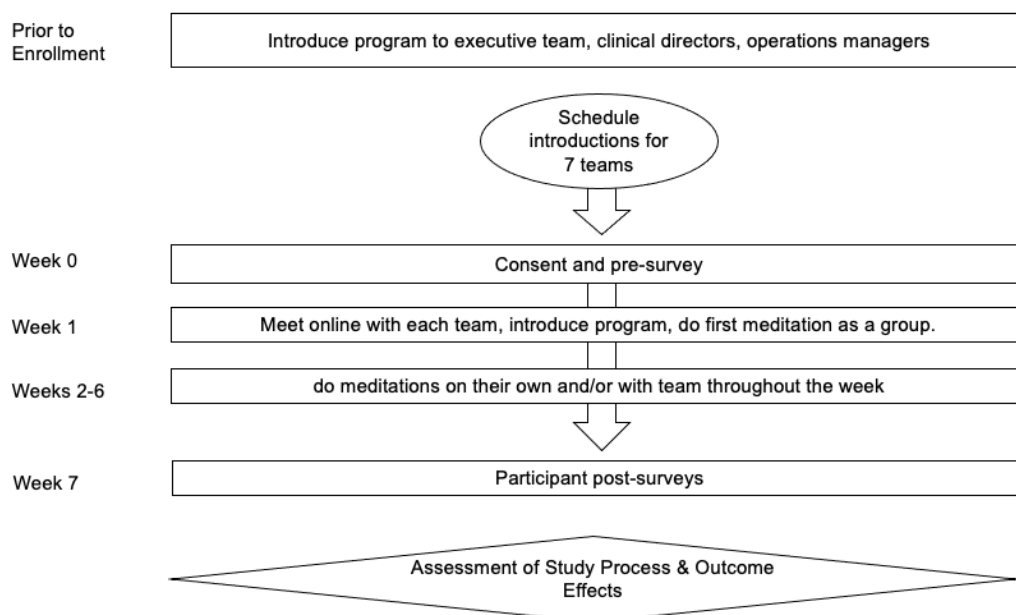 Prior to
Enrollment
Introduce program to executive team, clinical directors, operations managers
Schedule
introductions for
7 teams
Week 0
Consent and pre-survey
Week 1
Meet online with each team, introduce program, do first meditation as a group.
Weeks 2-6
do meditations on their own and/or with team throughout the week
Week 7
Participant post-surveys
Assessment of Study Process & Outcome
Effects